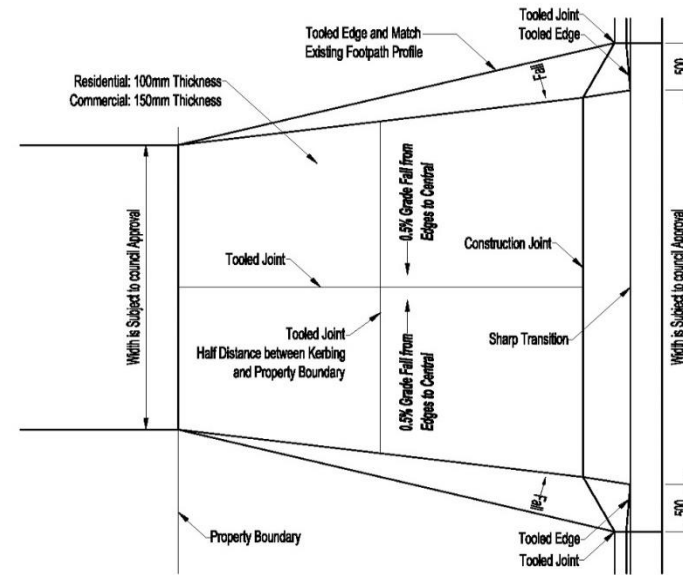 Tooled Joint
Tooled Edge
Tooled Edge and Match
Existing Footpath Profile
Residential: 100mm Thickness
Commercial: 150mm Thickness
Fall
500
0.5% Grade Fall from
Edges to Central
Width is Subject to council Approval
Tooled Joint
Construction Joint
Width is Subject to council Approval
Tooled Joint
Half Distance between Kerbing
and Property Boundary
Sharp Transition
0.5% Grade Fall from
Edges to Central
Fall
500
Property Boundary
Tooled Edge
Tooled Joint